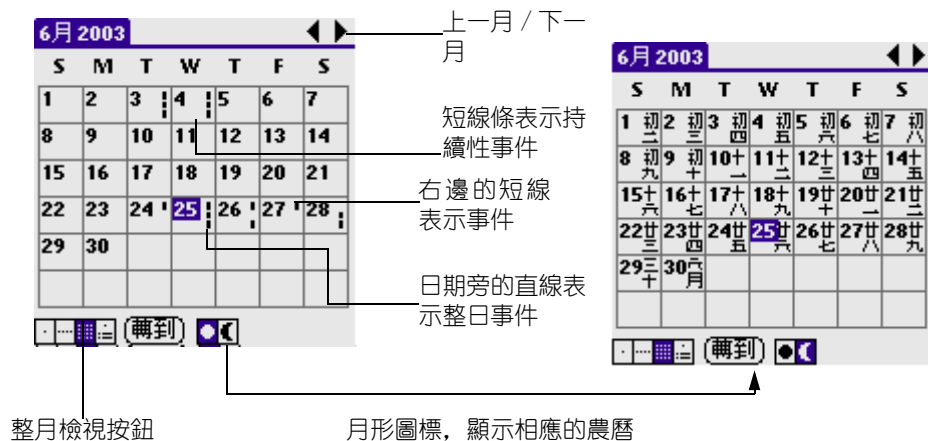 6月 2003
S M T W T F S
1 2 3 4 5 6 7
8 9 10 11 12 13 14
15 16 17 18 19 20 21
22 23 24 25 26 27 28
29 30
轉到
整月檢視按鈕
上一月 / 下一
月
短線條表示持
續性事件
右邊的短線
表示事件
日期旁的直線表
示整日事件
月形圖標，顯示相應的農曆
6月 2003
S M T W T F S
1 初二 2 初三 3 初四 4 初五 5 初六 6 初七 7 初八
8 初九 9 初十 10 十一 11 十二 12 十三 13 十四 14 十五
15 十六 16 十七 17 十八 18 十九 19 二十 20 廿一 21 廿二
22 廿三 23 廿四 24 廿五 25 廿六 26 廿七 27 廿八 28 廿九
29 三十 30 六月
轉到